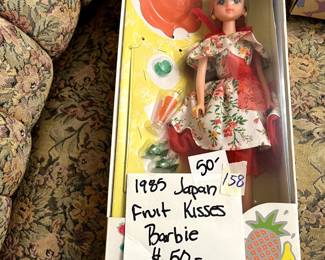 50-
158
1985 Japan
Fruit Kisses
Barbie
$50-